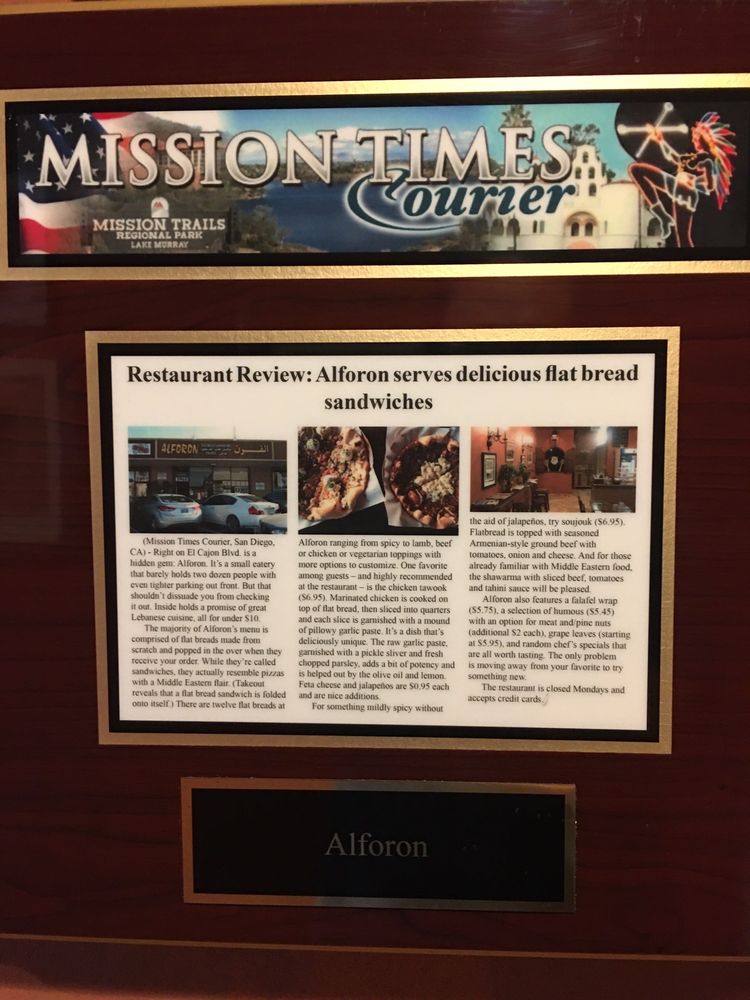 MISSION TIMES
Courier
MISSION TRAILS
REGIONAL PARK
LAKE MURRAY
Restaurant Review: Alforon serves delicious flat bread
sandwiches
ALFORON
الفرون
(Mission Times Courier, San Diego,
CA) - Right on El Cajon Blvd. is a
hidden gem: Alforon. It's a small eatery
that barely holds two dozen people with
even tighter parking out front. But that
shouldn't dissuade you from checking
it out. Inside holds a promise of great
Lebanese cuisine, all for under $10.
The majority of Alforon's menu is
comprised of flat breads made from
scratch and popped in the over when they
receive your order. While they're called
sandwiches, they actually resemble pizzas
with a Middle Eastern flair. (Takeout
reveals that a flat bread sandwich is folded
onto itself.) There are twelve flat breads at
Alforon ranging from spicy to lamb, beef
or chicken or vegetarian toppings with
more options to customize. One favorite
among guests – and highly recommended
at the restaurant – is the chicken tawook
($6.95). Marinated chicken is cooked on
top of flat bread, then sliced into quarters
and each slice is garnished with a mound
of pillowy garlic paste. It's a dish that's
deliciously unique. The raw garlic paste,
garnished with a pickle sliver and fresh
chopped parsley, adds a bit of potency and
is helped out by the olive oil and lemon.
Feta cheese and jalapeños are $0.95 each
and are nice additions.
For something mildly spicy without
the aid of jalapeños, try soujouk ($6.95).
Flatbread is topped with seasoned
Armenian-style ground beef with
tomatoes, onion and cheese. And for those
already familiar with Middle Eastern food,
the shawarma with sliced beef, tomatoes
and tahini sauce will be pleased.
Alforon also features a falafel wrap
($5.75), a selection of humous ($5.45)
with an option for meat and/pine nuts
(additional $2 each), grape leaves (starting
at $5.95), and random chef's specials that
are all worth tasting. The only problem
is moving away from your favorite to try
something new.
The restaurant is closed Mondays and
accepts credit cards.
Alforon